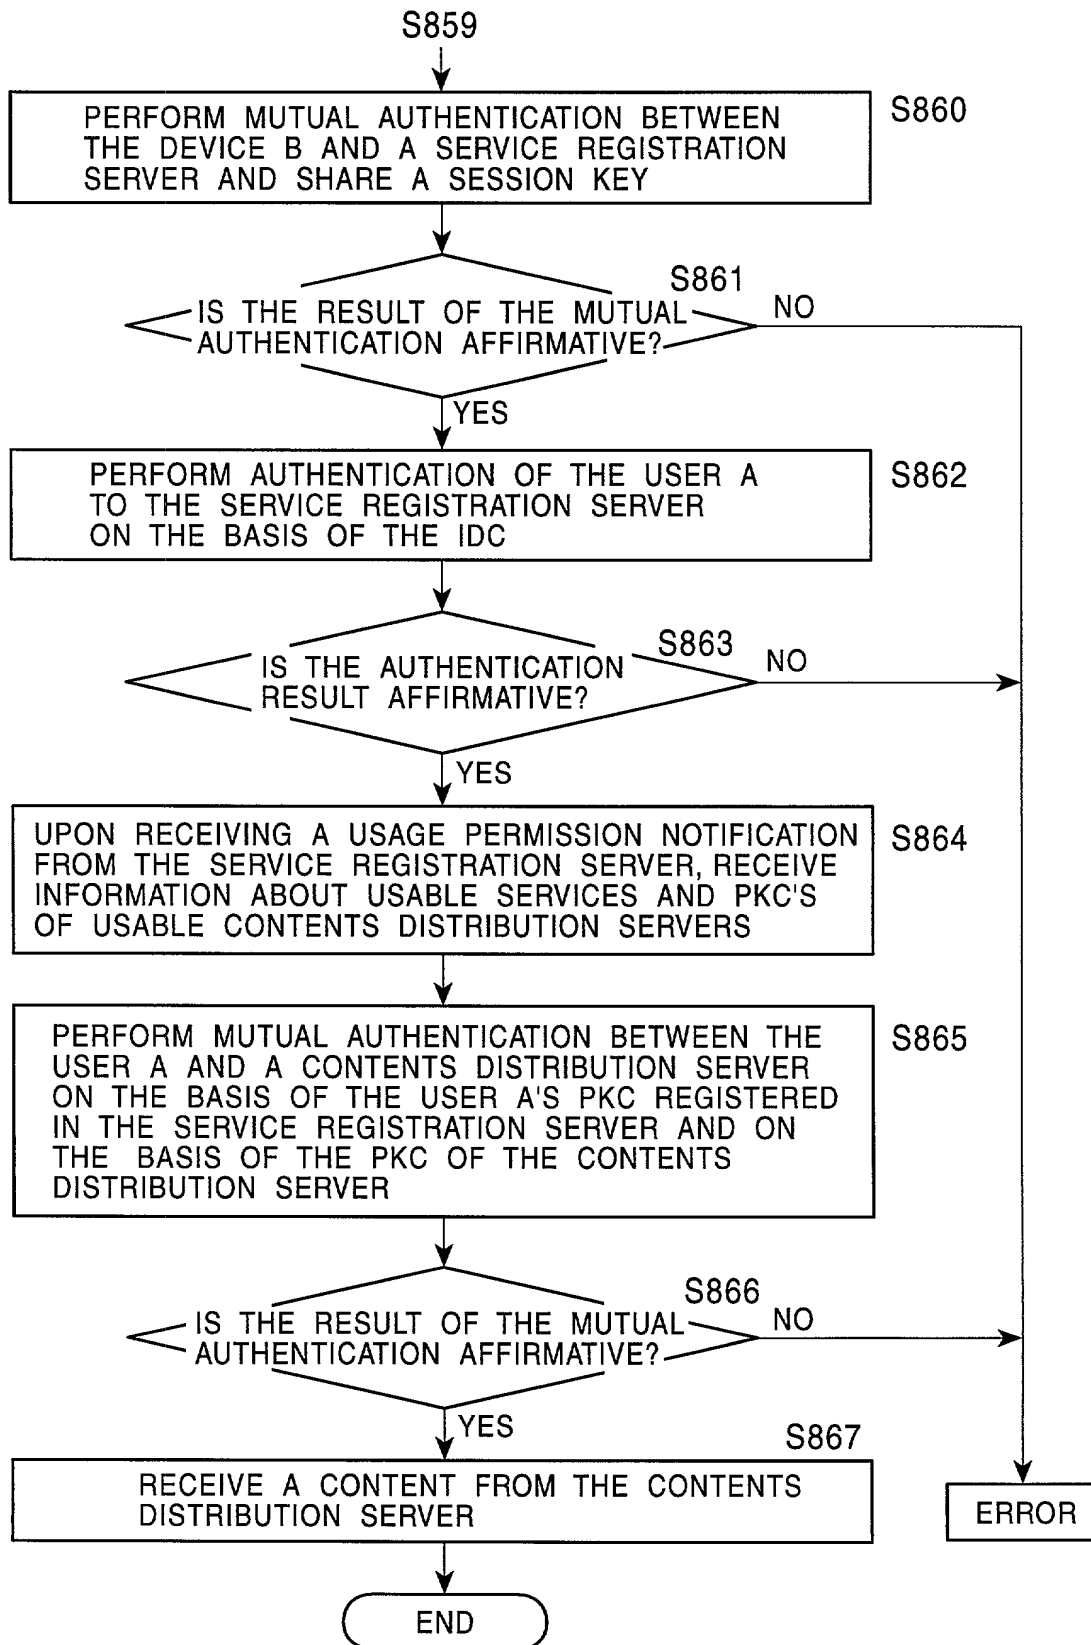 S859
PERFORM MUTUAL AUTHENTICATION BETWEEN
THE DEVICE B AND A SERVICE REGISTRATION
SERVER AND SHARE A SESSION KEY
S860
S861
IS THE RESULT OF THE MUTUAL
AUTHENTICATION AFFIRMATIVE?
NO
YES
PERFORM AUTHENTICATION OF THE USER A
TO THE SERVICE REGISTRATION SERVER
ON THE BASIS OF THE IDC
S862
S863
IS THE AUTHENTICATION
RESULT AFFIRMATIVE?
NO
YES
UPON RECEIVING A USAGE PERMISSION NOTIFICATION
FROM THE SERVICE REGISTRATION SERVER, RECEIVE
INFORMATION ABOUT USABLE SERVICES AND PKC'S
OF USABLE CONTENTS DISTRIBUTION SERVERS
S864
PERFORM MUTUAL AUTHENTICATION BETWEEN THE
USER A AND A CONTENTS DISTRIBUTION SERVER
ON THE BASIS OF THE USER A'S PKC REGISTERED
IN THE SERVICE REGISTRATION SERVER AND ON
THE BASIS OF THE PKC OF THE CONTENTS
DISTRIBUTION SERVER
S865
S866
IS THE RESULT OF THE MUTUAL
AUTHENTICATION AFFIRMATIVE?
NO
YES
S867
RECEIVE A CONTENT FROM THE CONTENTS
DISTRIBUTION SERVER
ERROR
END